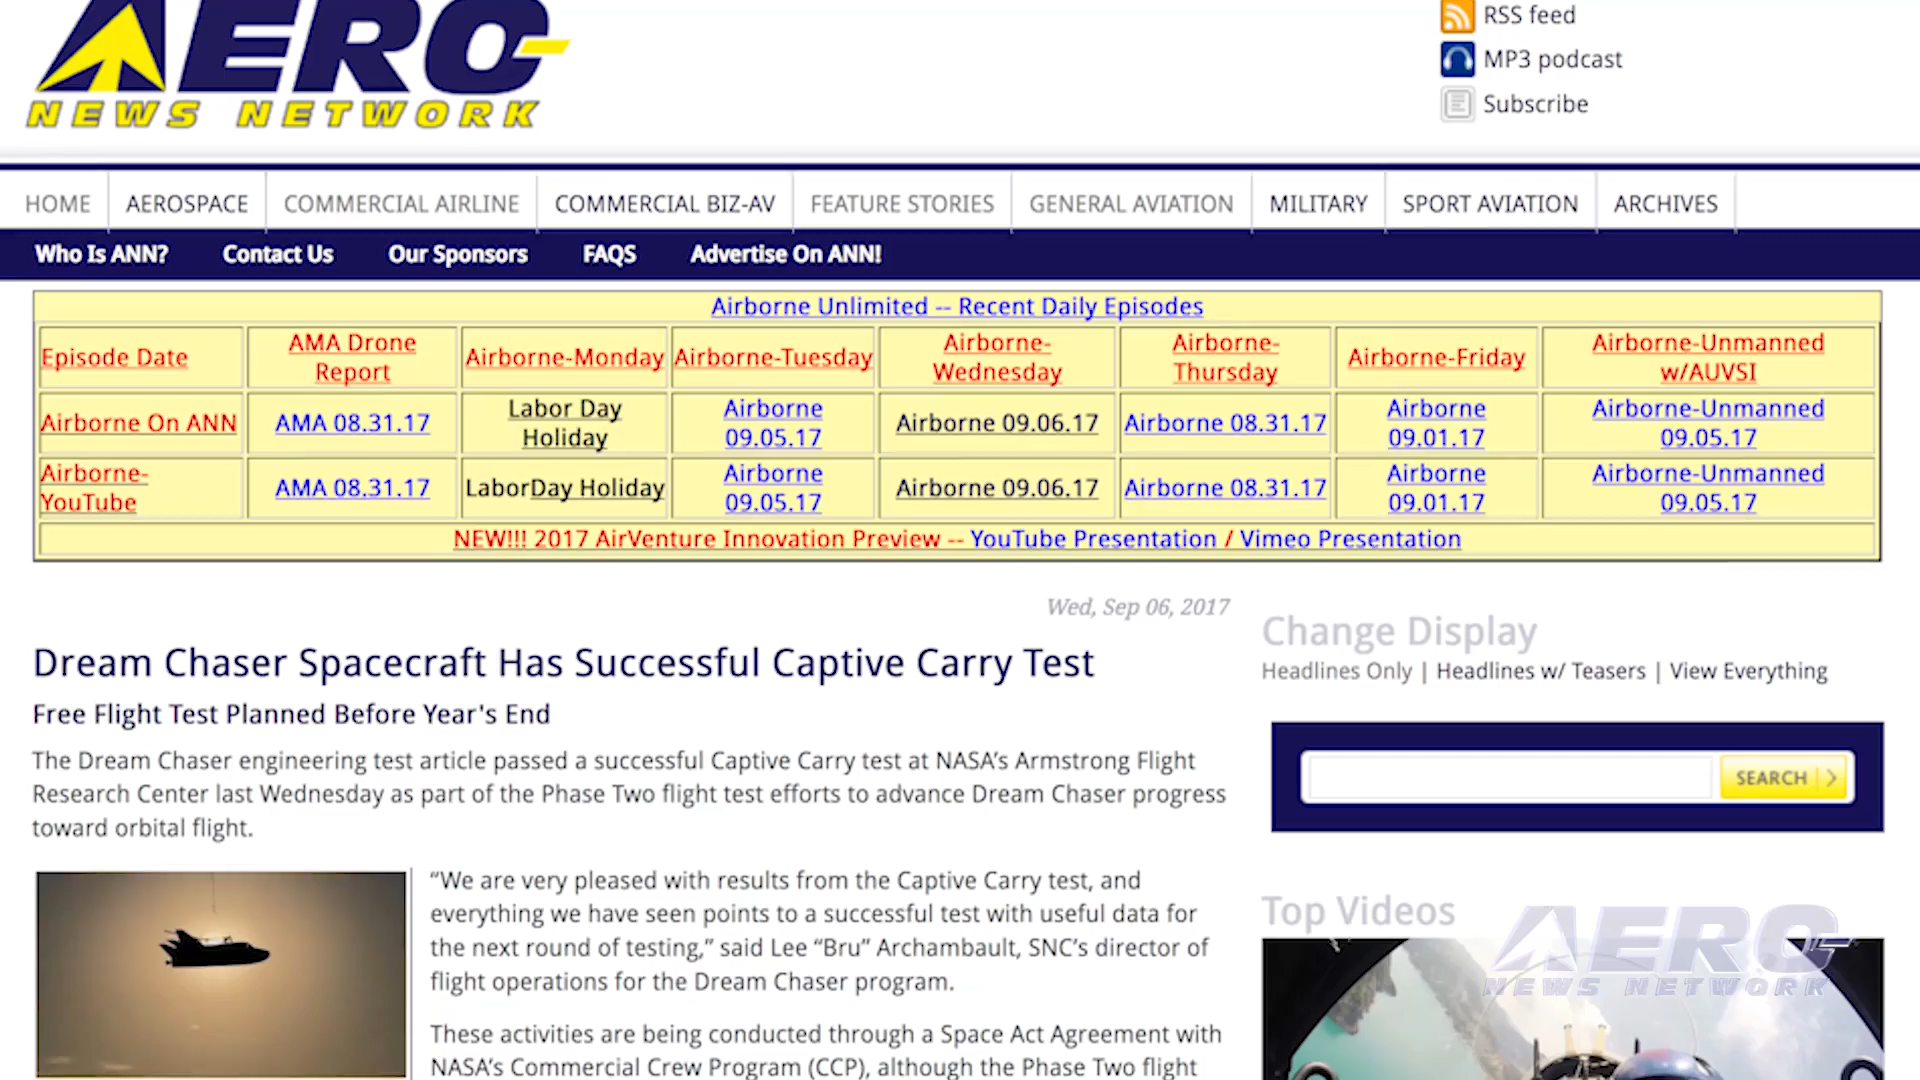 AERO
NEWS NETWORK
RSS feed
MP3 podcast
Subscribe
HOME AEROSPACE COMMERCIAL AIRLINE COMMERCIAL BIZ-AV FEATURE STORIES GENERAL AVIATION MILITARY SPORT AVIATION ARCHIVES
Who Is ANN? Contact Us Our Sponsors FAQS Advertise On ANN!
Airborne Unlimited -- Recent Daily Episodes
Episode Date
AMA Drone
Report
Airborne-Monday
Airborne-Tuesday
Airborne-
Wednesday
Airborne-
Thursday
Airborne-Friday
Airborne-Unmanned
w/AUVSI
Airborne On ANN
AMA 08.31.17
Labor Day
Holiday
Airborne
09.05.17
Airborne 09.06.17
Airborne 08.31.17
Airborne
09.01.17
Airborne-Unmanned
09.05.17
Airborne-
YouTube
AMA 08.31.17
LaborDay Holiday
Airborne
09.05.17
Airborne 09.06.17
Airborne 08.31.17
Airborne
09.01.17
Airborne-Unmanned
09.05.17
NEW!!! 2017 AirVenture Innovation Preview -- YouTube Presentation / Vimeo Presentation
Wed, Sep 06, 2017
Dream Chaser Spacecraft Has Successful Captive Carry Test
Free Flight Test Planned Before Year's End
The Dream Chaser engineering test article passed a successful Captive Carry test at NASA’s Armstrong Flight
Research Center last Wednesday as part of the Phase Two flight test efforts to advance Dream Chaser progress
toward orbital flight.
“We are very pleased with results from the Captive Carry test, and
everything we have seen points to a successful test with useful data for
the next round of testing,” said Lee “Bru” Archambault, SNC’s director of
flight operations for the Dream Chaser program.
These activities are being conducted through a Space Act Agreement with
NASA’s Commercial Crew Program (CCP), although the Phase Two flight
Change Display
Headlines Only | Headlines w/ Teasers | View Everything
SEARCH
Top Videos
AERO
NEWS NETWORK